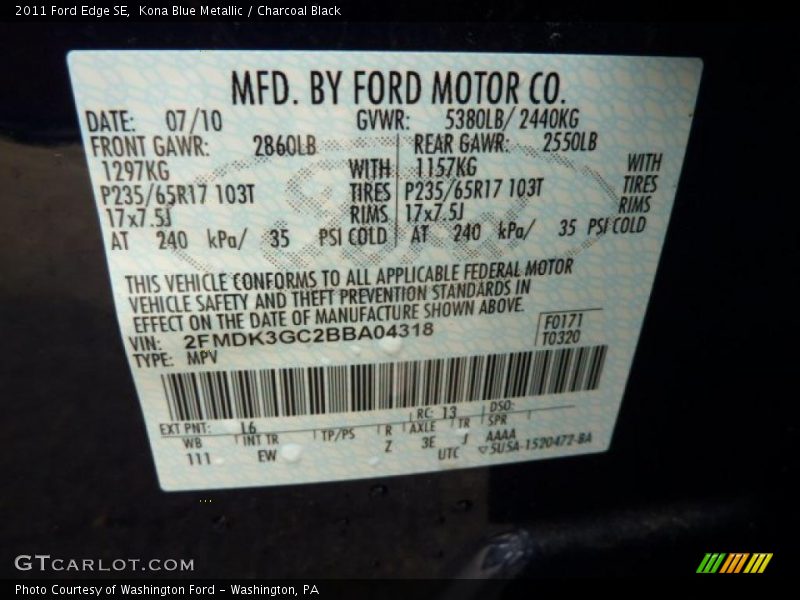 2011 Ford Edge SE, Kona Blue Metallic / Charcoal Black
MFD. BY FORD MOTOR CO.
DATE: 07/10 GVWR: 5380LB/ 2440KG
FRONT GAWR: 2860LB REAR GAWR: 2550LB
1297KG WITH 1157KG WITH
P235/65R17 103T TIRES P235/65R17 103T TIRES
17x7.5J RIMS 17x7.5J RIMS
AT 240 kPa/ 35 PSI COLD AT 240 kPa/ 35 PSI COLD
THIS VEHICLE CONFORMS TO ALL APPLICABLE FEDERAL MOTOR
VEHICLE SAFETY AND THEFT PREVENTION STANDARDS IN
EFFECT ON THE DATE OF MANUFACTURE SHOWN ABOVE.
VIN: 2FMDK3GC2BBA04318 F0171
TYPE: MPV T0320
EXT PNT: L6 RC: 13 DSO:
WB INT TR TP/PS R AXLE TR SPR
111 EW Z 3E J AAAA
UTC 5U5A-1520472-BA
GTCARLOT.COM
Photo Courtesy of Washington Ford - Washington, PA